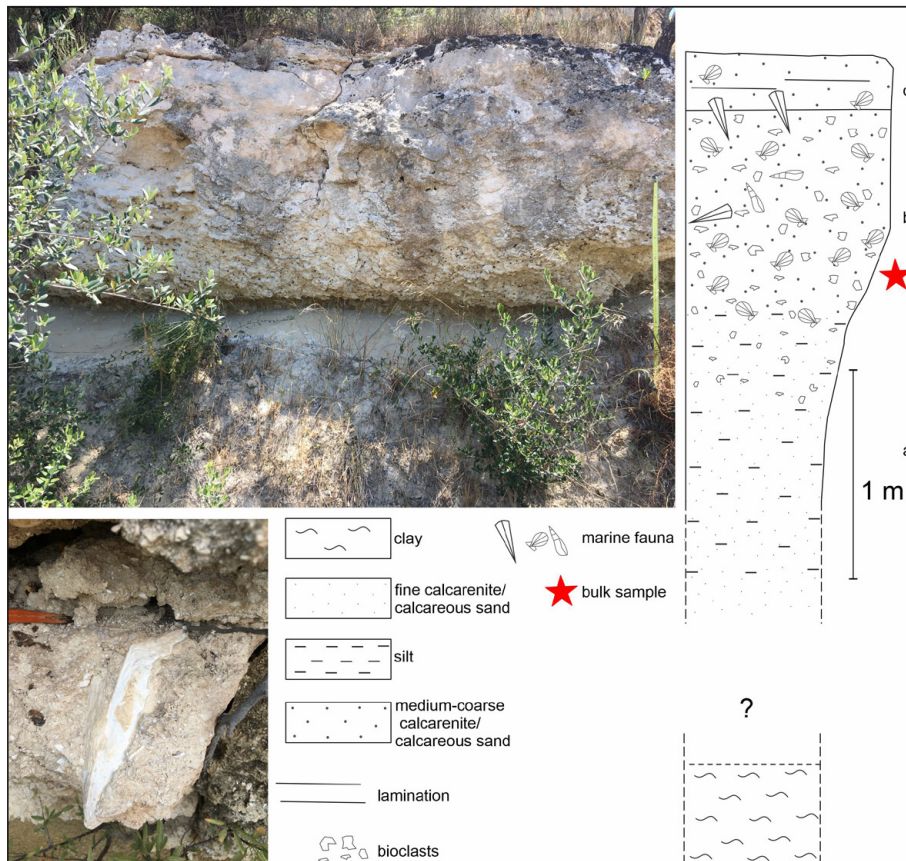 c
b
a
1 m
clay
marine fauna
fine calcarenite/
calcareous sand
bulk sample
silt
medium-coarse
calcarenite/
calcareous sand
?
lamination
bioclasts